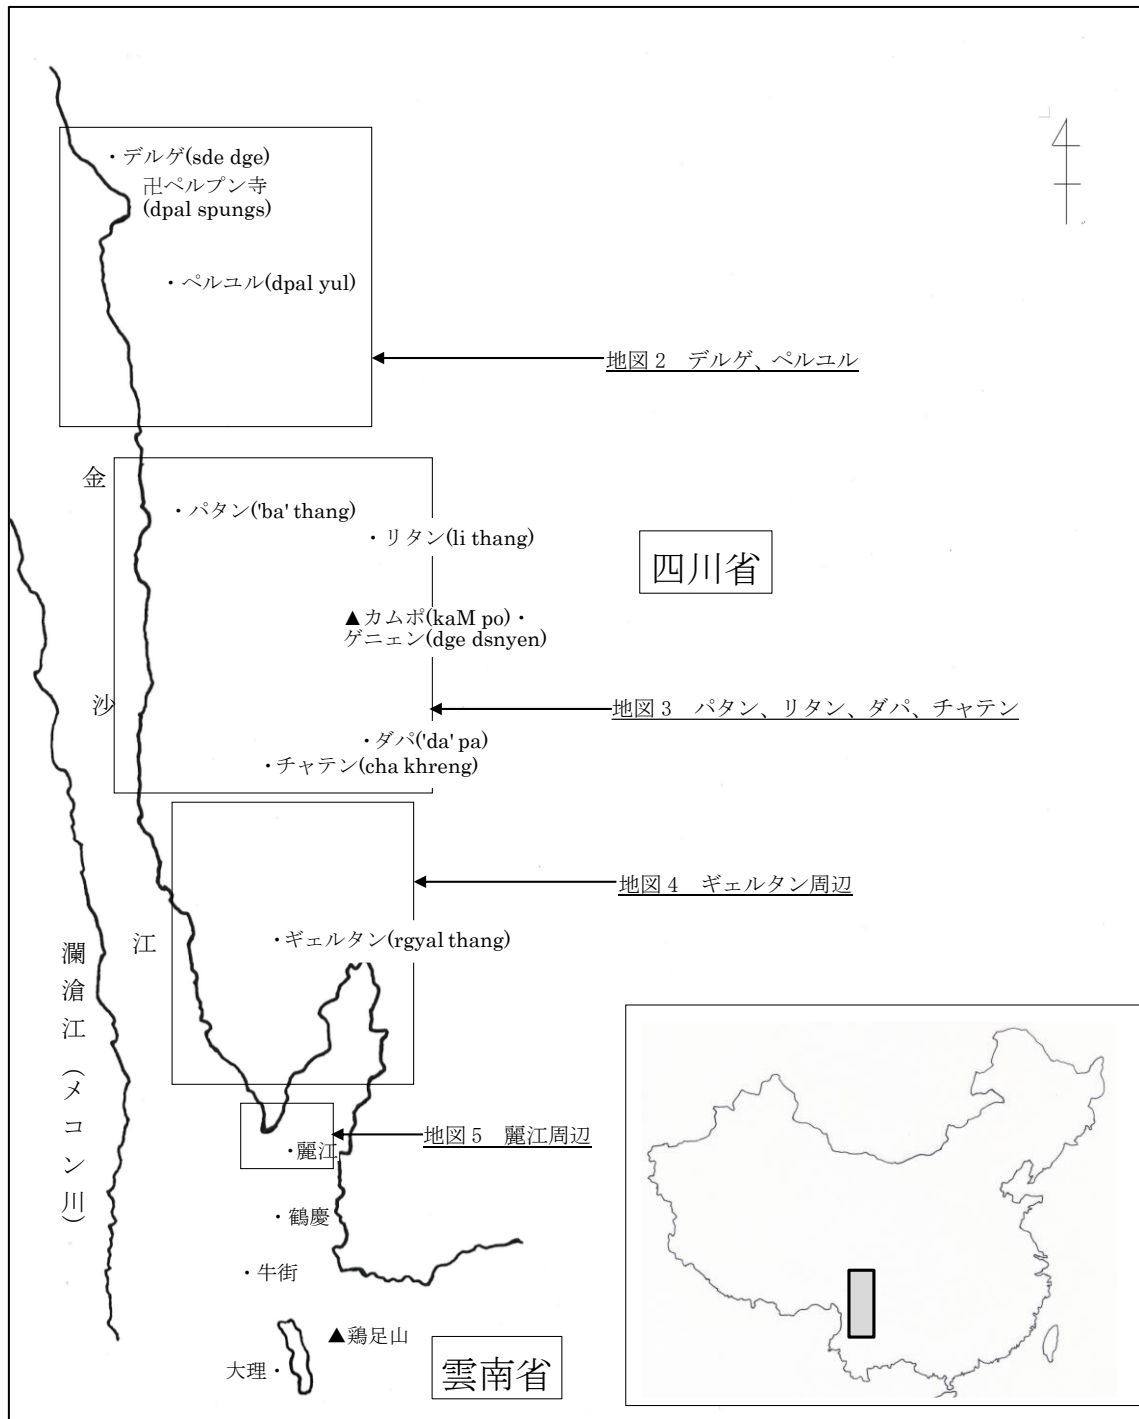 ・デルゲ(sde dge)
卍ペルプン寺
(dpal spungs)
・ペルユル(dpal yul)
地図2　デルゲ、ペルユル
金
沙
江
・パタン('ba' thang)
・リタン(li thang)
四川省
▲カムポ(kaM po)・
ゲニェン(dge dsnyen)
地図3　パタン、リタン、ダパ、チャテン
・ダパ('da' pa)
・チャテン(cha khreng)
地図4　ギェルタン周辺
・ギェルタン(rgyal thang)
瀾滄江(メコン川)
地図5　麗江周辺
・麗江
・鶴慶
・牛街
▲鶏足山
大理・
雲南省